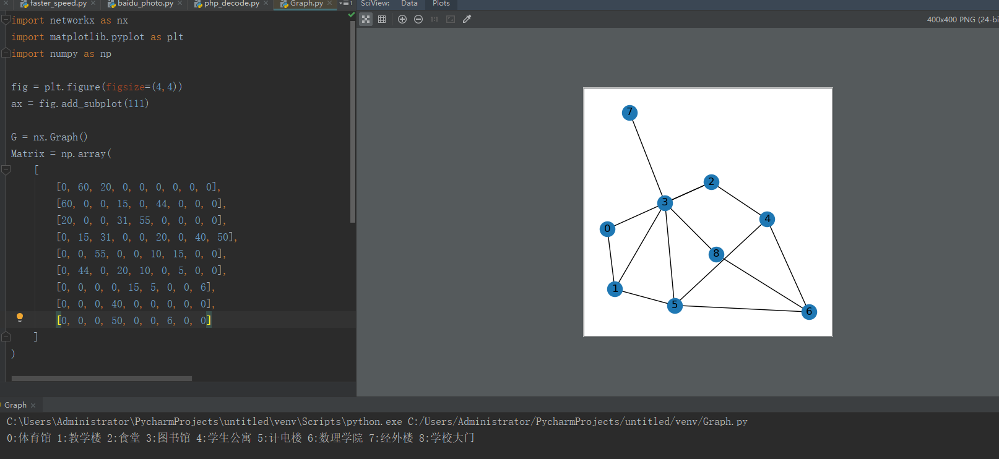 faster_speed.py baidu_photo.py php_decode.py Graph.py SciView: Data Plots
1:1 400x400 PNG (24-bi
import networkx as nx
import matplotlib.pyplot as plt
import numpy as np
fig = plt.figure(figsize=(4,4))
ax = fig.add_subplot(111)
G = nx.Graph()
Matrix = np.array(
[
[0, 60, 20, 0, 0, 0, 0, 0, 0],
[60, 0, 0, 15, 0, 44, 0, 0, 0],
[20, 0, 0, 31, 55, 0, 0, 0, 0],
[0, 15, 31, 0, 0, 20, 0, 40, 50],
[0, 0, 55, 0, 0, 10, 15, 0, 0],
[0, 44, 0, 20, 10, 0, 5, 0, 0],
[0, 0, 0, 0, 15, 5, 0, 0, 6],
[0, 0, 0, 40, 0, 0, 0, 0, 0],
[0, 0, 0, 50, 0, 0, 6, 0, 0]
]
)
7
2
3
4
0
8
1
5
6
Graph
C:\Users\Administrator\PycharmProjects\untitled\venv\Scripts\python.exe C:/Users/Administrator/PycharmProjects/untitled/venv/Graph.py
0:体育馆 1:教学楼 2:食堂 3:图书馆 4:学生公寓 5:计电楼 6:数理学院 7:经外楼 8:学校大门